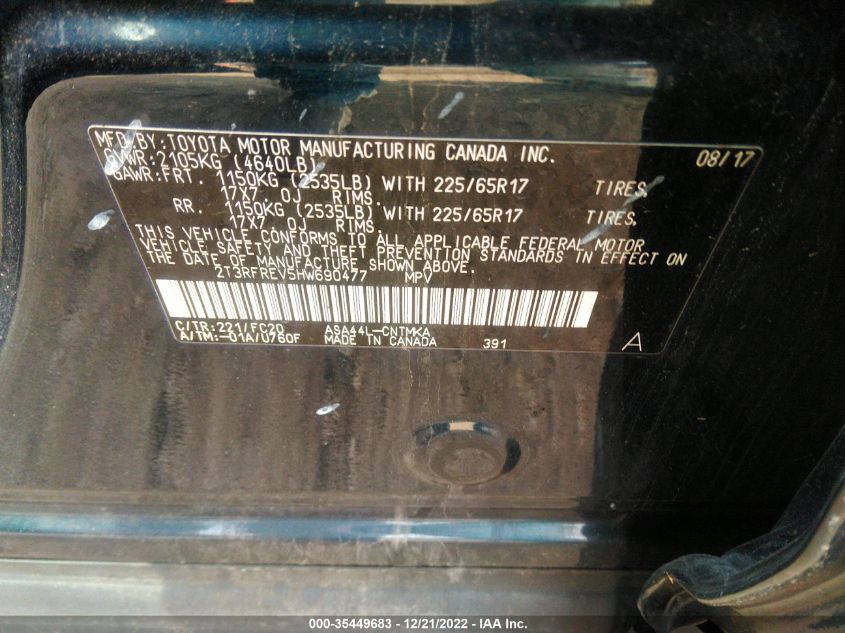 MFD.BY:TOYOTA MOTOR MANUFACTURING CANADA INC. 08/17
GVWR:2105KG (4640LB)
GAWR:FRT. 1150KG (2535LB) WITH 225/65R17 TIRES,
17X7 0J RIMS.
RR. 1150KG (2535LB) WITH 225/65R17 TIRES,
17X7 0J RIMS.
THIS VEHICLE CONFORMS TO ALL APPLICABLE FEDERAL MOTOR
VEHICLE SAFETY AND THEFT PREVENTION STANDARDS IN EFFECT ON
THE DATE OF MANUFACTURE SHOWN ABOVE.
2T3RFREV5HW690477 MPV
C/TR:221/FC20 ASA44L-CNTMKA
A/TM:-01A/U760F MADE IN CANADA 391 A
000-35449683 - 12/21/2022 - IAA Inc.